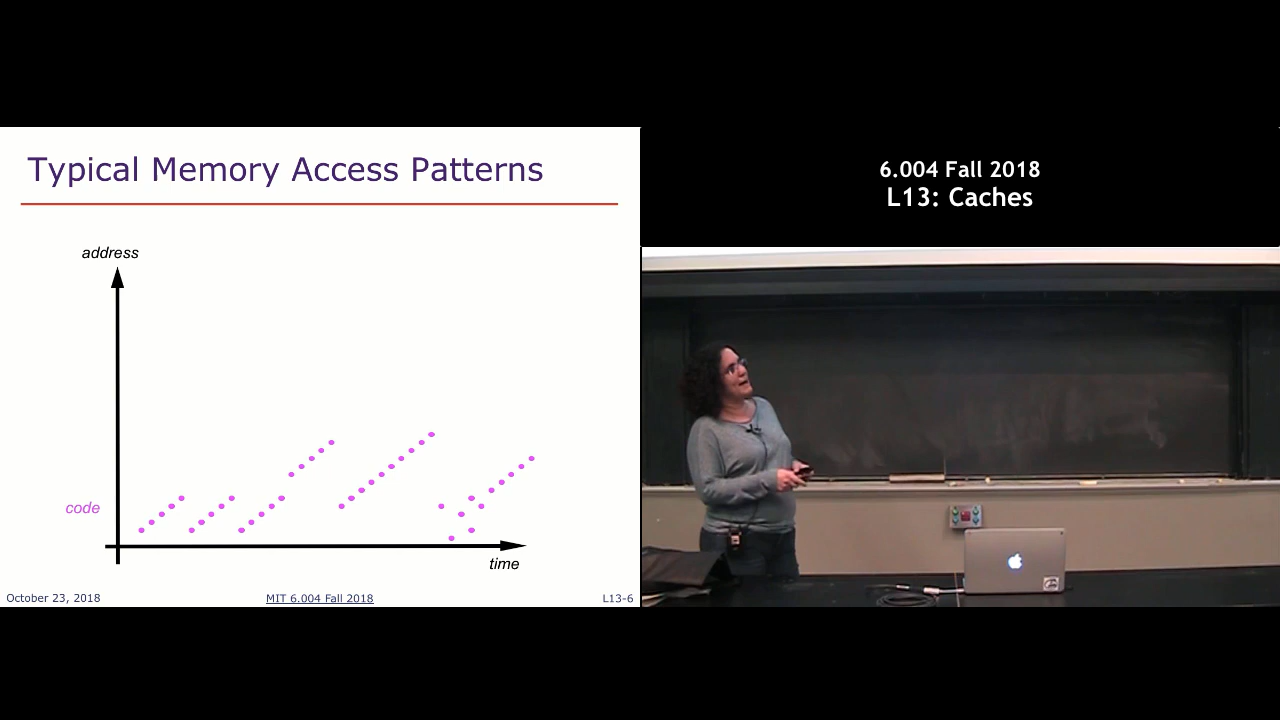 Typical Memory Access Patterns
address
code
time
October 23, 2018
MIT 6.004 Fall 2018
L13-6
6.004 Fall 2018
L13: Caches